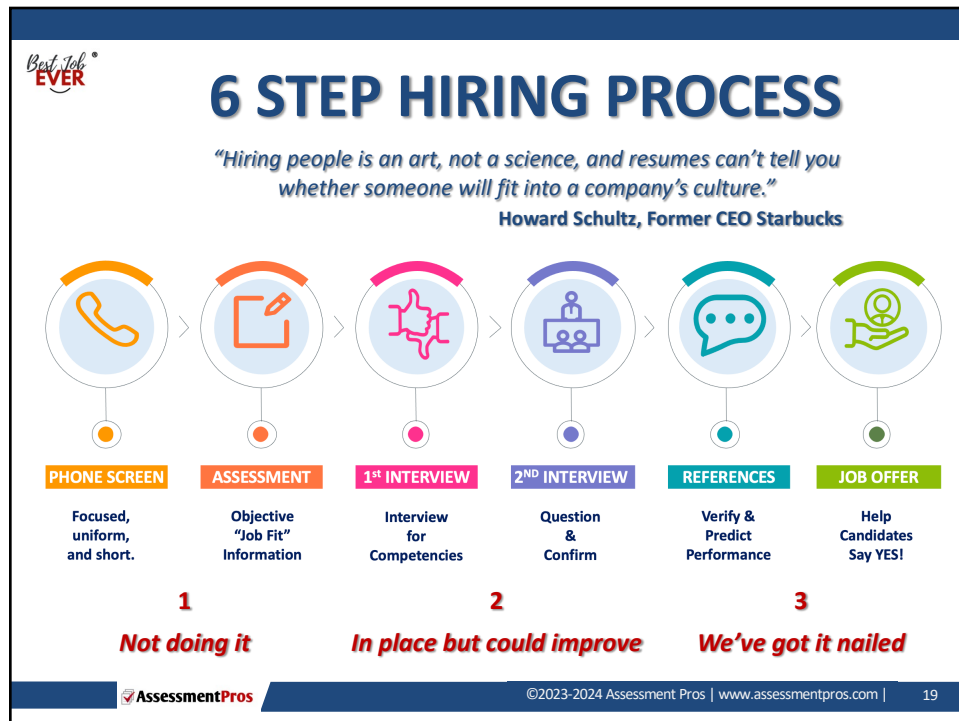 Best Job ®
EVER
6 STEP HIRING PROCESS
“Hiring people is an art, not a science, and resumes can’t tell you
whether someone will fit into a company’s culture.”
Howard Schultz, Former CEO Starbucks
PHONE SCREEN
Focused,
uniform,
and short.
ASSESSMENT
Objective
“Job Fit”
Information
1st INTERVIEW
Interview
for
Competencies
2ND INTERVIEW
Question
&
Confirm
REFERENCES
Verify &
Predict
Performance
JOB OFFER
Help
Candidates
Say YES!
1
Not doing it
2
In place but could improve
3
We’ve got it nailed
AssessmentPros
©2023-2024 Assessment Pros | www.assessmentpros.com |
19